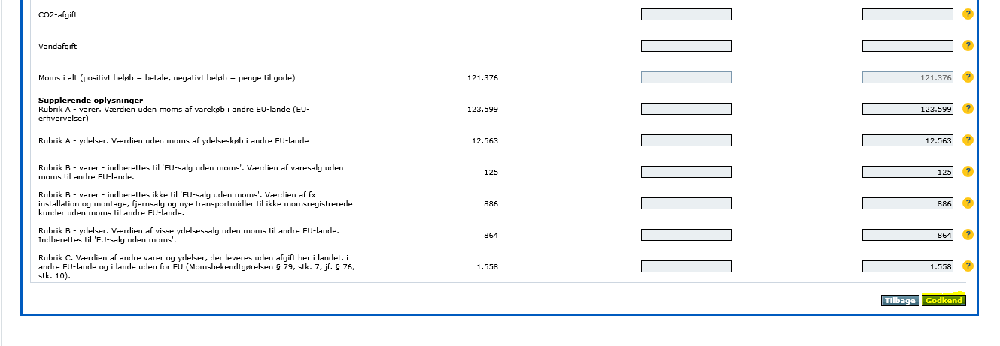 CO2-afgift ?
Vandafgift ?
Moms i alt (positivt beløb = betale, negativt beløb = penge til gode) 121.376 121.376 ?
Supplerende oplysninger
Rubrik A - varer. Værdien uden moms af varekøb i andre EU-lande (EU-
erhvervelser) 123.599 123.599 ?
Rubrik A - ydelser. Værdien uden moms af ydelseskøb i andre EU-lande 12.563 12.563 ?
Rubrik B - varer - indberettes til 'EU-salg uden moms'. Værdien af varesalg uden
moms til andre EU-lande. 125 125 ?
Rubrik B - varer - indberettes ikke til 'EU-salg uden moms'. Værdien af fx
installation og montage, fjernsalg og nye transportmidler til ikke momsregistrerede 886 886 ?
kunder uden moms til andre EU-lande.
Rubrik B - ydelser. Værdien af visse ydelsessalg uden moms til andre EU-lande.
Indberettes til 'EU-salg uden moms'. 864 864 ?
Rubrik C. Værdien af andre varer og ydelser, der leveres uden afgift her i landet, i
andre EU-lande og i lande uden for EU (Momsbekendtgørelsen § 79, stk. 7, jf. § 76, 1.558 1.558 ?
stk. 10).
Tilbage Godkend